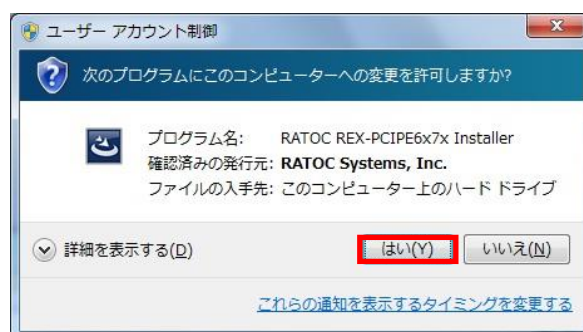 ユーザー アカウント制御
次のプログラムにこのコンピューターへの変更を許可しますか?
プログラム名: RATOC REX-PCIPE6x7x Installer
確認済みの発行元: RATOC Systems, Inc.
ファイルの入手先: このコンピューター上のハード ドライブ
詳細を表示する(D) はい(Y) いいえ(N)
これらの通知を表示するタイミングを変更する